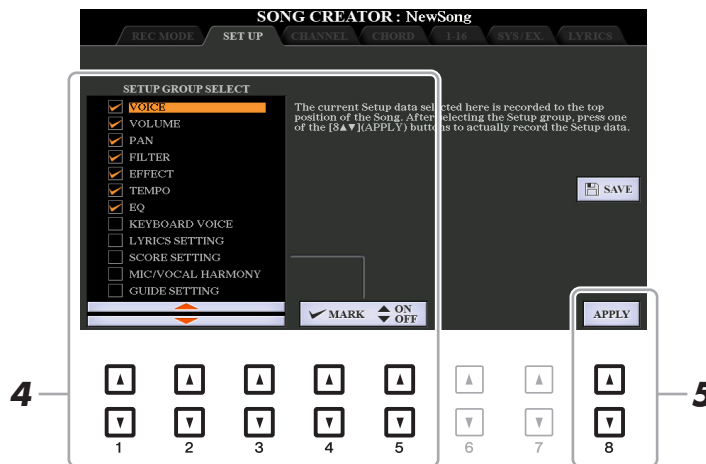 SONG CREATOR : NewSong
REC MODE SET UP CHANNEL CHORD 1-16 SYS/EX. LYRICS
SETUP GROUP SELECT
VOICE
VOLUME
PAN
FILTER
EFFECT
TEMPO
EQ
KEYBOARD VOICE
LYRICS SETTING
SCORE SETTING
MIC/VOCAL HARMONY
GUIDE SETTING
The current Setup data selected here is recorded to the top
position of the Song. After selecting the Setup group, press one
of the [8▲▼](APPLY) buttons to actually record the Setup data.
SAVE
MARK ▲ ON
▼ OFF
APPLY
4
5
1 2 3 4 5 6 7 8